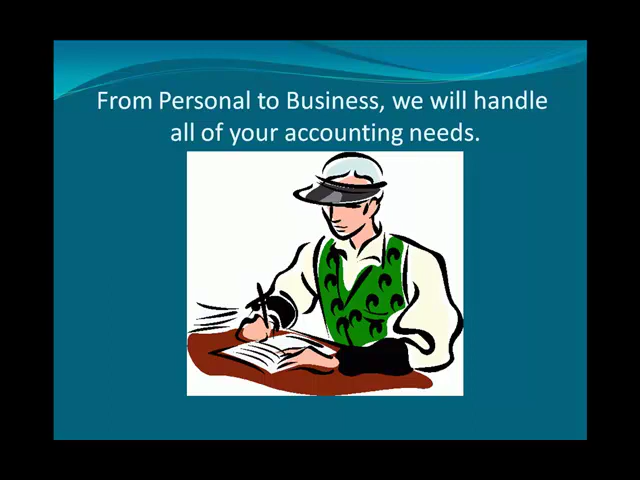 From Personal to Business, we will handle
all of your accounting needs.